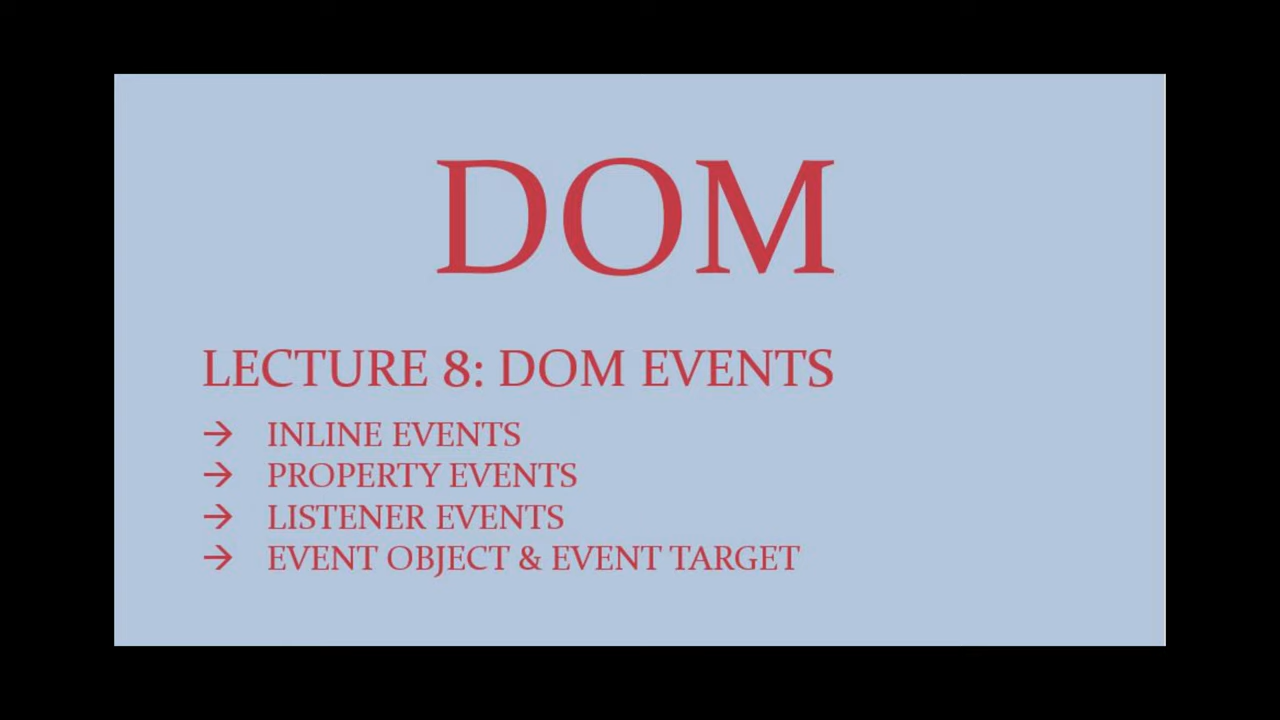 DOM
LECTURE 8: DOM EVENTS
→ INLINE EVENTS
→ PROPERTY EVENTS
→ LISTENER EVENTS
→ EVENT OBJECT & EVENT TARGET